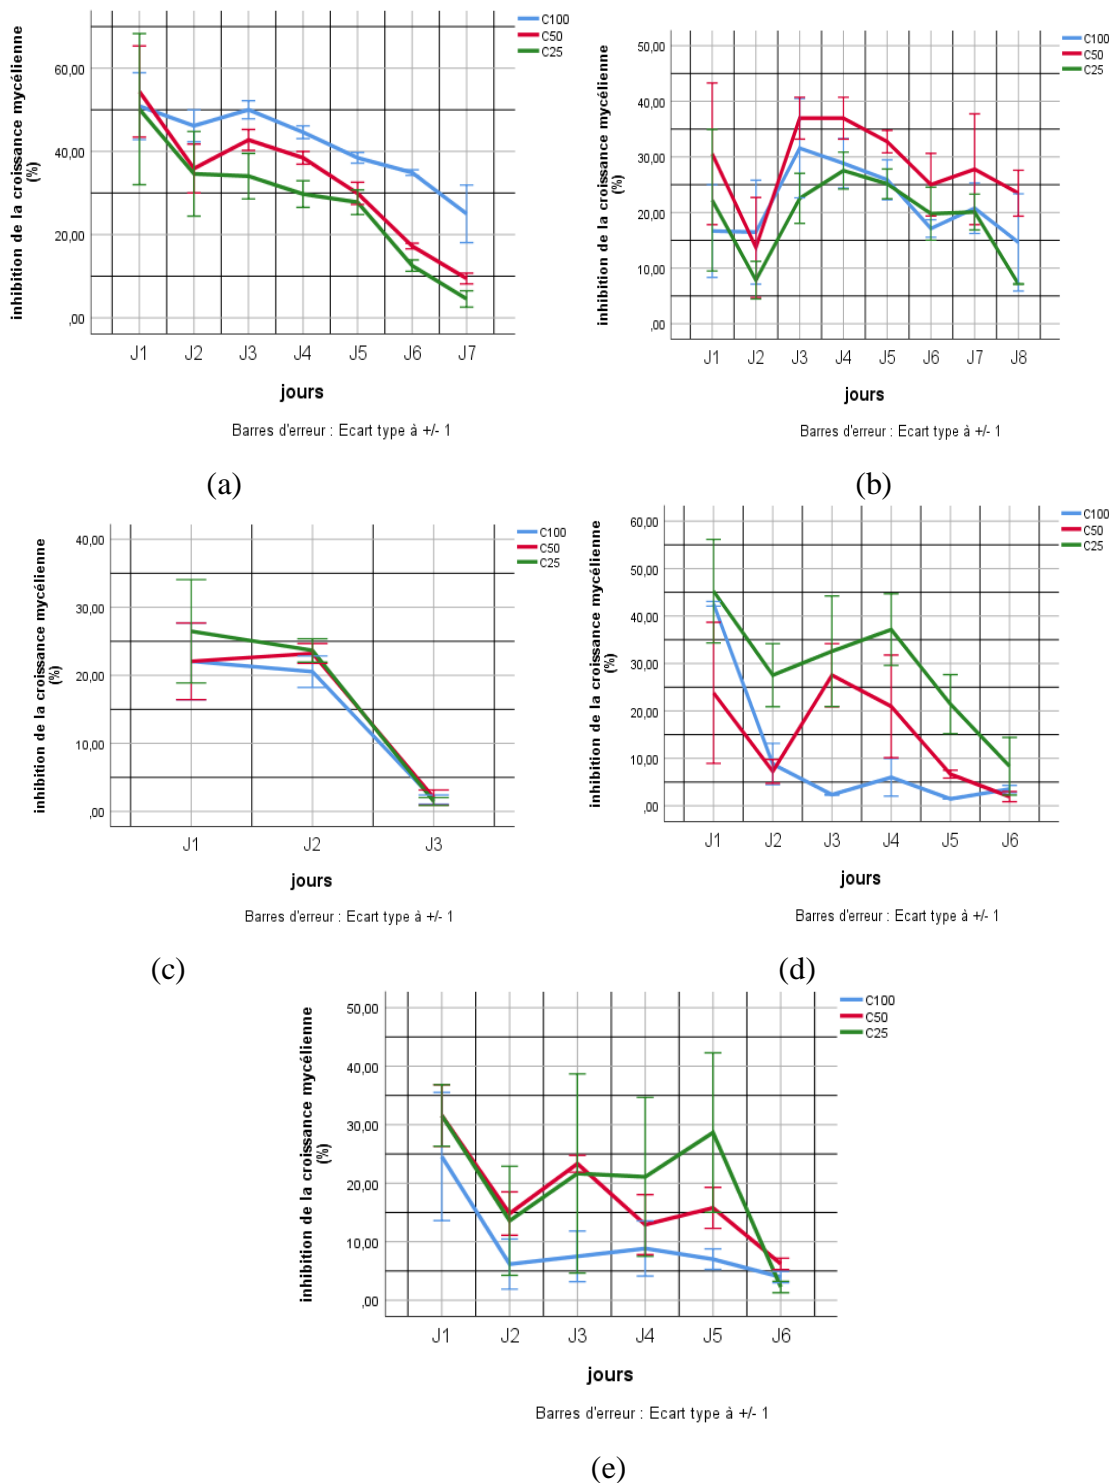 C100
C50
C25
inhibition de la croissance mycélienne
(%)
60,00
40,00
20,00
,00
J1 J2 J3 J4 J5 J6 J7
jours
Barres d'erreur : Ecart type à +/- 1
(a)
C100
C50
C25
inhibition de la croissance mycélienne
(%)
50,00
40,00
30,00
20,00
10,00
,00
J1 J2 J3 J4 J5 J6 J7 J8
jours
Barres d'erreur : Ecart type à +/- 1
(b)
C100
C50
C25
inhibition de la croissance mycélienne
(%)
40,00
30,00
20,00
10,00
,00
J1 J2 J3
jours
Barres d'erreur : Ecart type à +/- 1
(c)
C100
C50
C25
inhibition de la croissance mycélienne
(%)
60,00
50,00
40,00
30,00
20,00
10,00
,00
J1 J2 J3 J4 J5 J6
jours
Barres d'erreur : Ecart type à +/- 1
(d)
C100
C50
C25
inhibition de la croissance mycélienne
(%)
50,00
40,00
30,00
20,00
10,00
,00
J1 J2 J3 J4 J5 J6
jours
Barres d'erreur : Ecart type à +/- 1
(e)